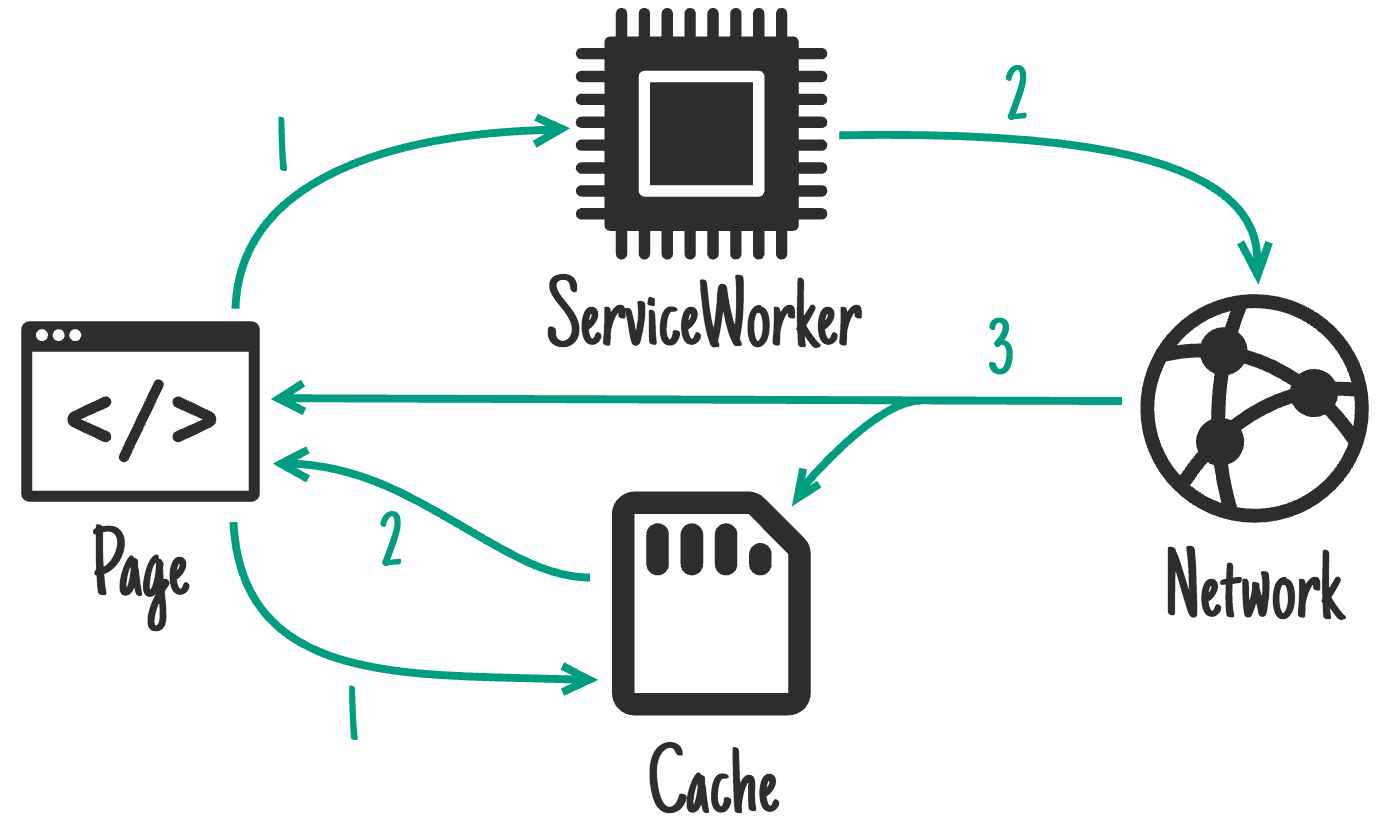 2
1
ServiceWorker
3
</>
2
Page
Network
1
Cache